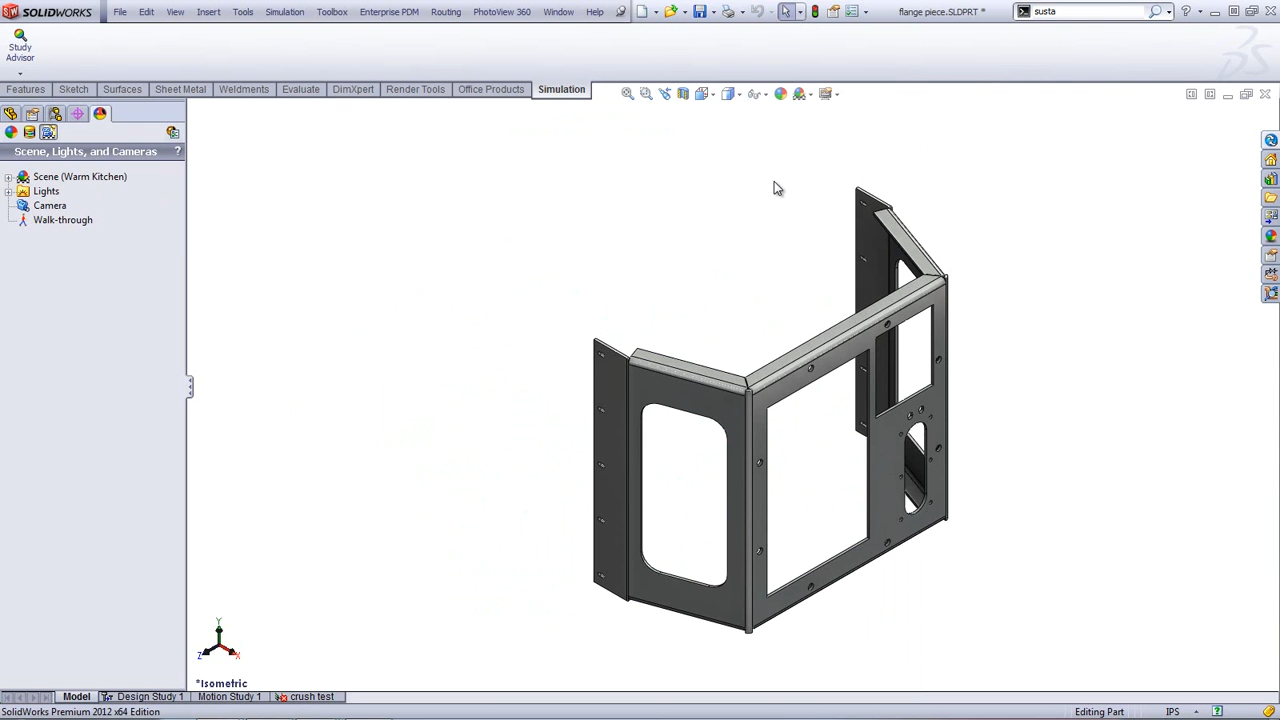 SOLIDWORKS File Edit View Insert Tools Simulation Toolbox Enterprise PDM Routing PhotoView 360 Window Help flange piece.SLDPRT * susta
Study
Advisor
Features Sketch Surfaces Sheet Metal Weldments Evaluate DimXpert Render Tools Office Products Simulation
Scene, Lights, and Cameras ?
Scene (Warm Kitchen)
Lights
Camera
Walk-through
Y
Z X
*Isometric
Model Design Study 1 Motion Study 1 crush test
SolidWorks Premium 2012 x64 Edition Editing Part IPS